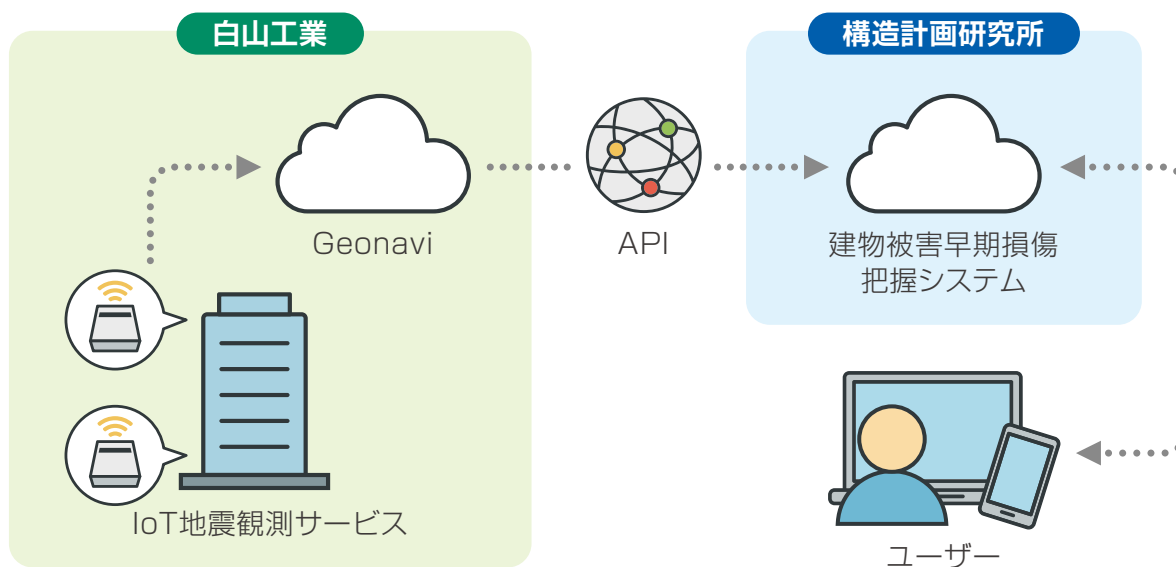 白山工業
構造計画研究所
Geonavi
API
建物被害早期損傷
把握システム
IoT地震観測サービス
ユーザー